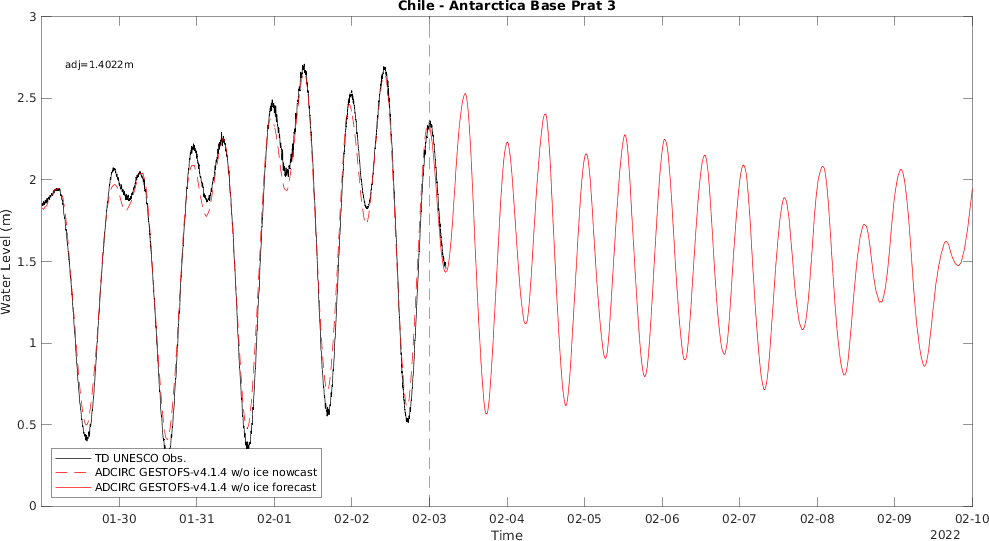 Chile - Antarctica Base Prat 3
3
adj=1.4022m
2.5
2
Water Level (m)
1.5
1
0.5
TD UNESCO Obs.
ADCIRC GESTOFS-v4.1.4 w/o ice nowcast
ADCIRC GESTOFS-v4.1.4 w/o ice forecast
0
01-30 01-31 02-01 02-02 02-03 02-04 02-05 02-06 02-07 02-08 02-09 02-10
Time
2022